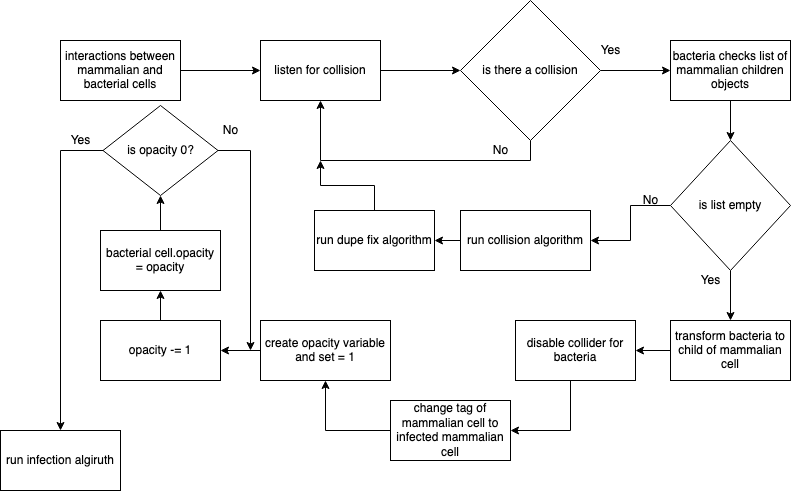 interactions between
mammalian and
bacterial cells
listen for collision
is there a collision
Yes
bacteria checks list of
mammalian children
objects
No
is list empty
No
Yes
run collision algorithm
run dupe fix algorithm
transform bacteria to
child of mammalian
cell
disable collider for
bacteria
change tag of
mammalian cell to
infected mammalian
cell
create opacity variable
and set = 1
opacity -= 1
bacterial cell.opacity
= opacity
is opacity 0?
No
Yes
run infection algiruth